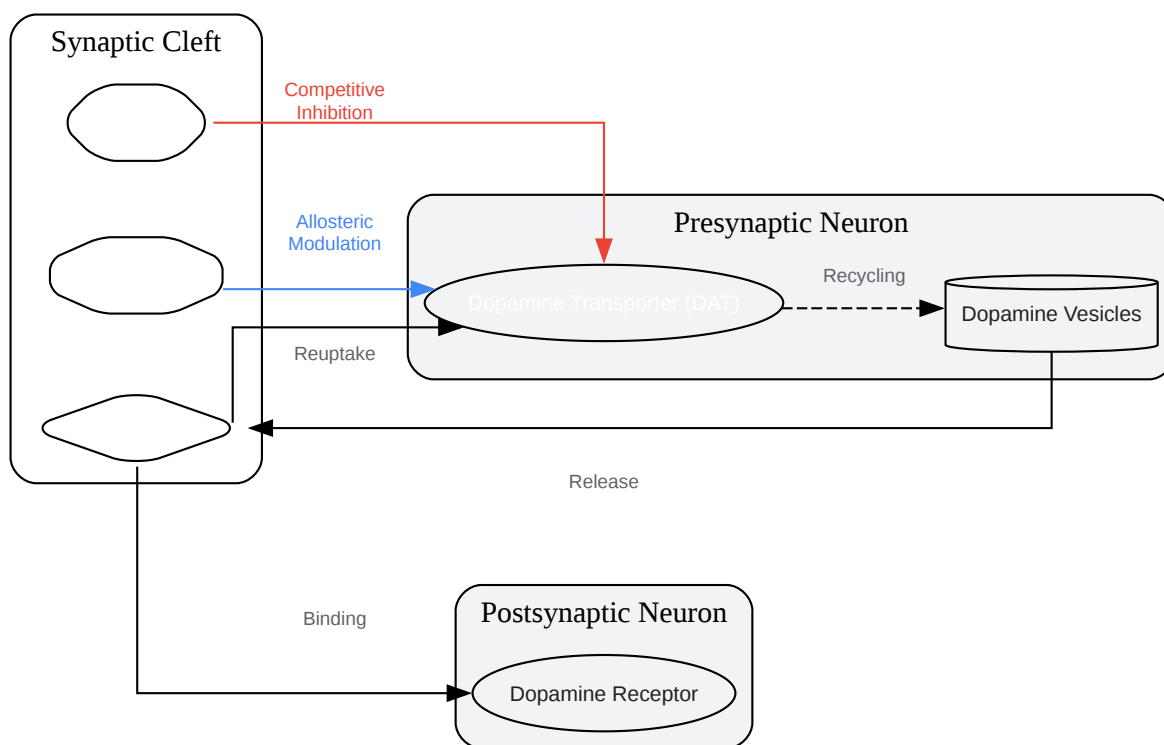 Synaptic Cleft
Competitive
Inhibition
Allosteric
Modulation
Presynaptic Neuron
Recycling
Dopamine Transporter (DAT)
Dopamine Vesicles
Reuptake
Release
Binding
Postsynaptic Neuron
Dopamine Receptor